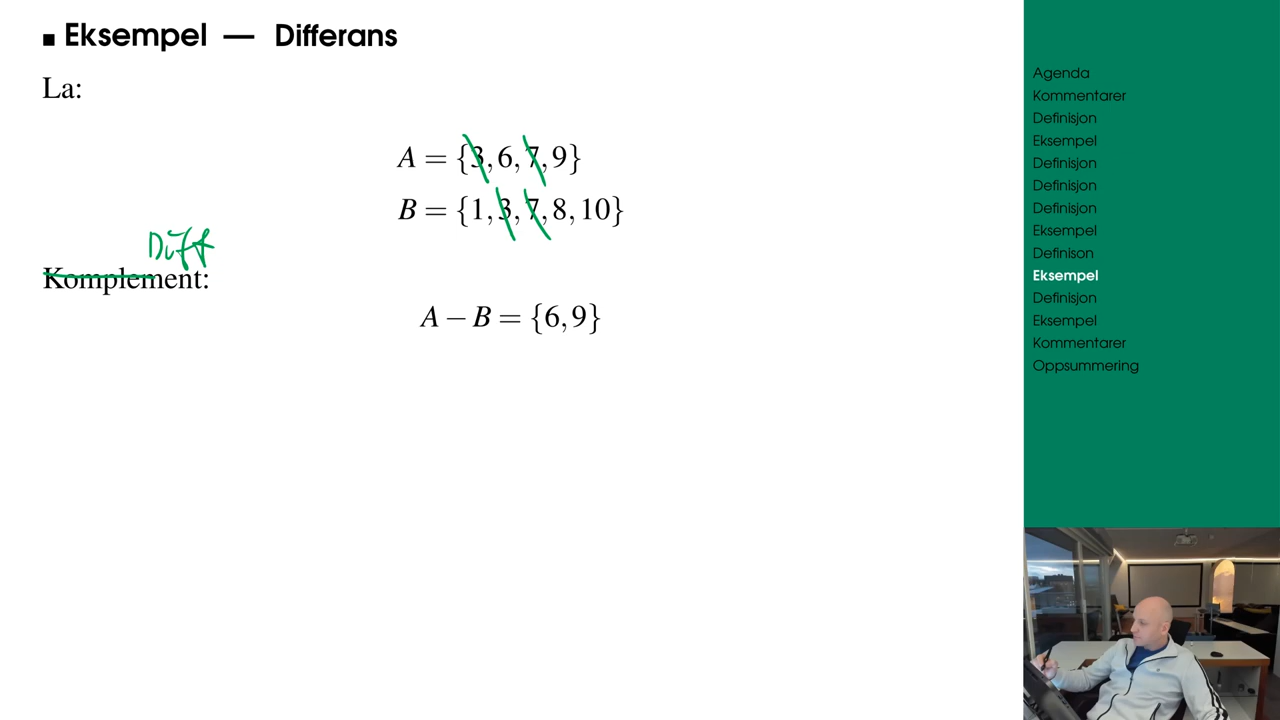 Eksempel — Differans
La:
A = {3, 6, 7, 9}
B = {1, 3, 7, 8, 10}
Diff
Komplement:
A − B = {6, 9}
Agenda
Kommentarer
Definisjon
Eksempel
Definisjon
Definisjon
Definisjon
Eksempel
Definison
Eksempel
Definisjon
Eksempel
Kommentarer
Oppsummering